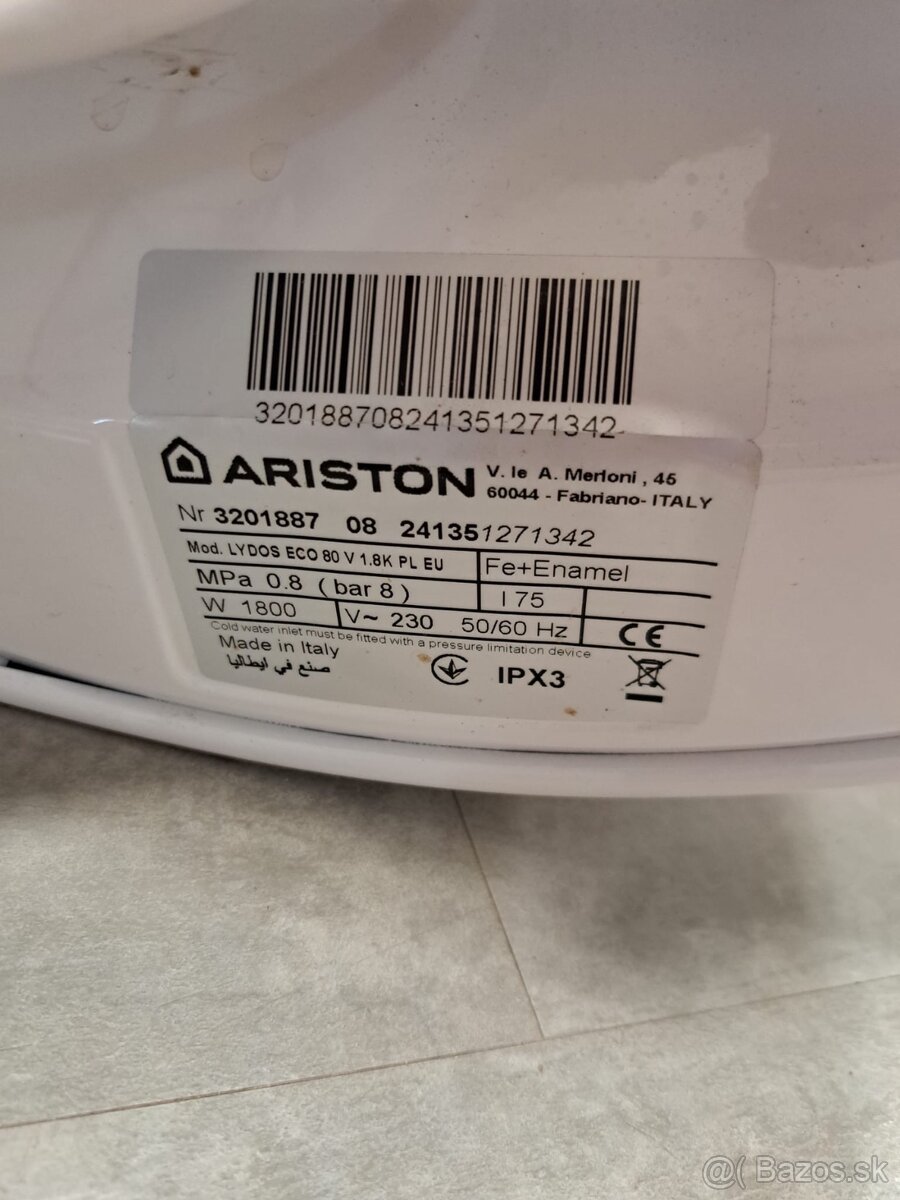 320188708241351271342
ARISTON V. le A. Merloni , 45
60044 - Fabriano- ITALY
Nr 3201887 08 241351271342
Mod. LYDOS ECO 80 V 1.8K PL EU Fe+Enamel
MPa 0.8 ( bar 8 ) l 75
W 1800 V~ 230 50/60 Hz CE
Cold water inlet must be fitted with a pressure limitation device
Made in Italy
صنع في ايطاليا IPX3
@( Bazos.sk